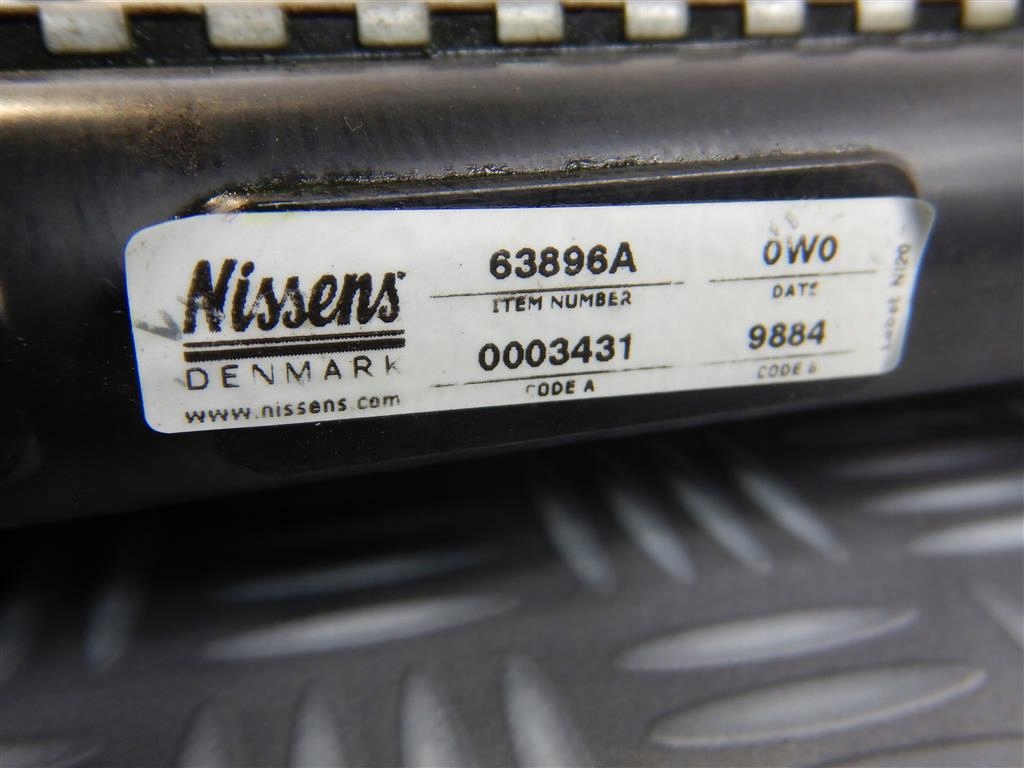 Nissens
DENMARK
www.nissens.com
63896A
ITEM NUMBER
0003431
CODE A
0W0
DATE
9884
CODE B
Label NI20